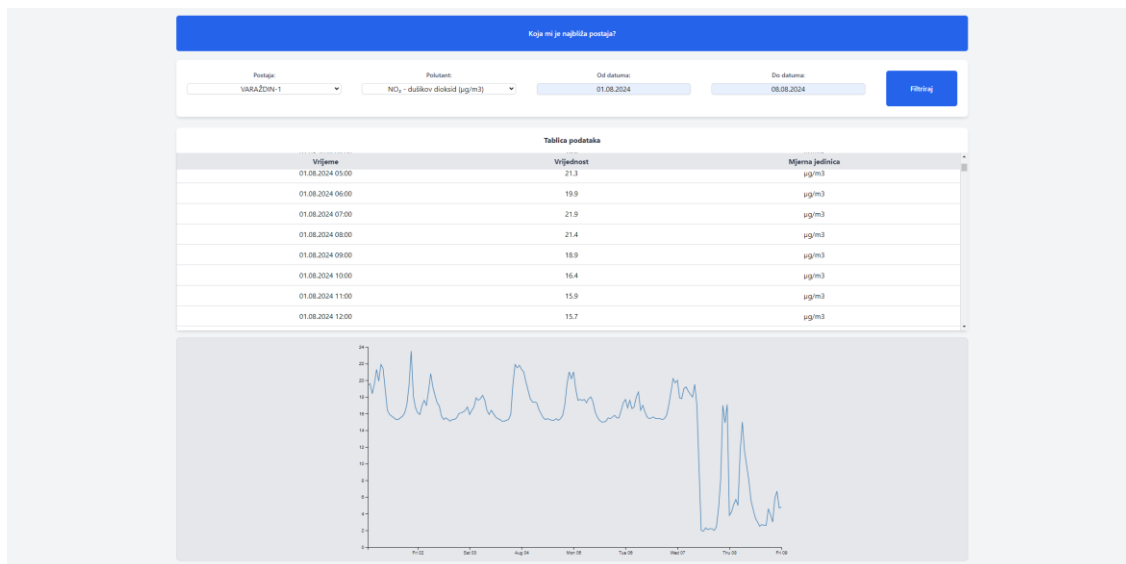 Koja mi je najbliža postaja?
Postaja: Polutant: Od datuma: Do datuma:
VARAŽDIN-1 NO₂ - dušikov dioksid (µg/m3) 01.08.2024 08.08.2024 Filtriraj
Tablica podataka
Vrijeme Vrijednost Mjerna jedinica
01.08.2024 05:00 21.3 µg/m3
01.08.2024 06:00 19.9 µg/m3
01.08.2024 07:00 21.9 µg/m3
01.08.2024 08:00 21.4 µg/m3
01.08.2024 09:00 18.9 µg/m3
01.08.2024 10:00 16.4 µg/m3
01.08.2024 11:00 15.9 µg/m3
01.08.2024 12:00 15.7 µg/m3
24
22
20
18
16
14
12
10
8
6
4
2
0
Fri 02 Sat 03 Aug 04 Mon 05 Tue 06 Wed 07 Thu 08 Fri 09